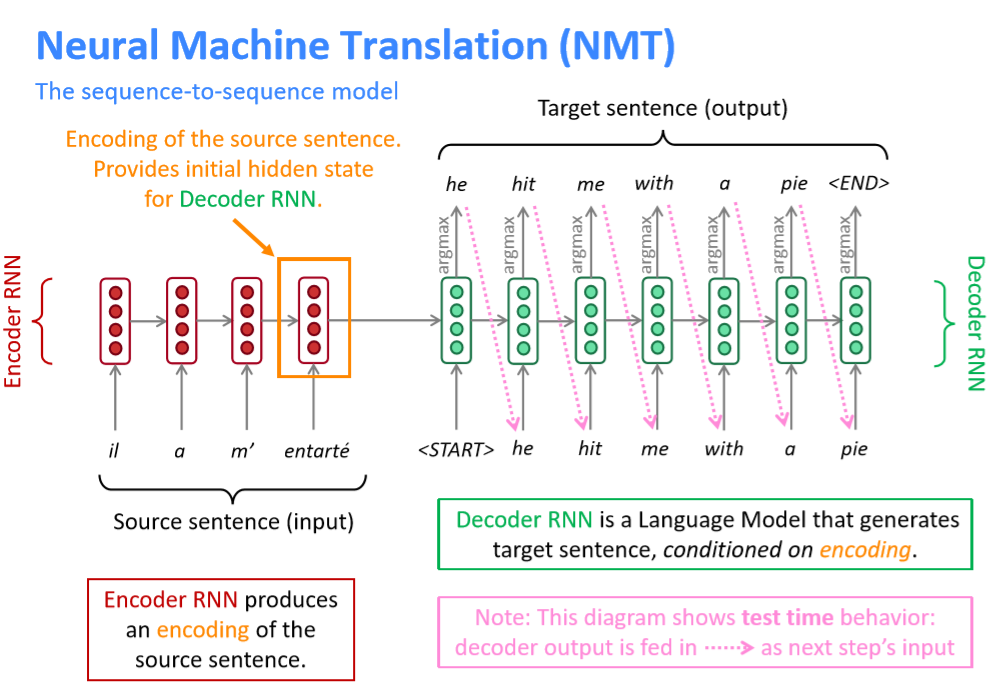 Neural Machine Translation (NMT)
The sequence-to-sequence model
Encoding of the source sentence.
Provides initial hidden state
for Decoder RNN.
Target sentence (output)
he hit me with a pie <END>
argmax argmax argmax argmax argmax argmax argmax
Encoder RNN
Decoder RNN
il a m’ entarté
<START> he hit me with a pie
Source sentence (input)
Decoder RNN is a Language Model that generates
target sentence, conditioned on encoding.
Encoder RNN produces
an encoding of the
source sentence.
Note: This diagram shows test time behavior:
decoder output is fed in as next step’s input